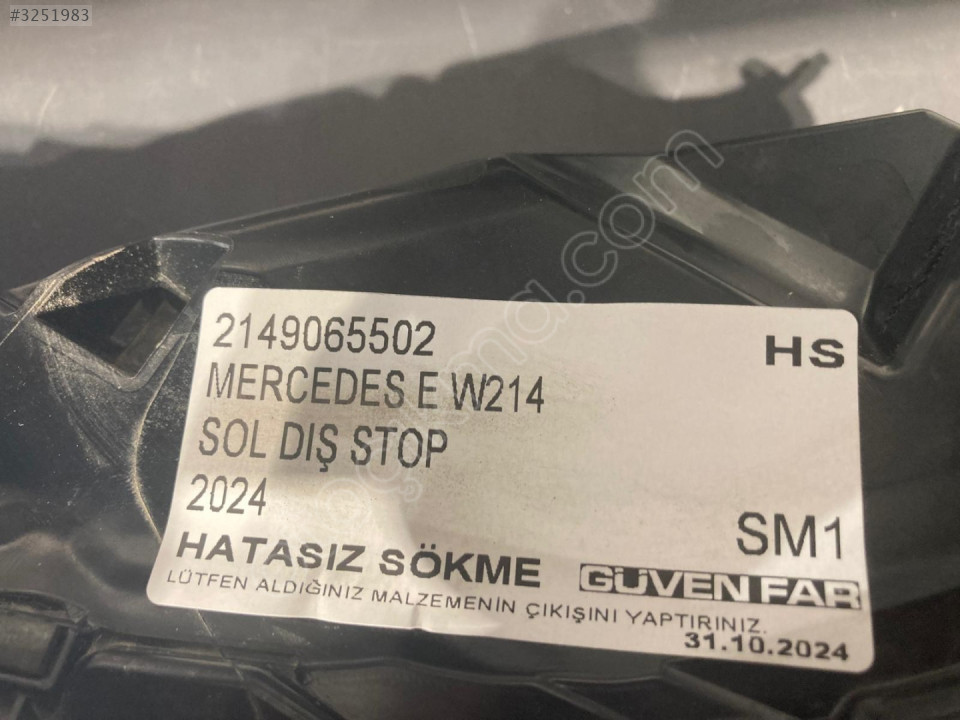 #3251983
2149065502
HS
MERCEDES E W214
SOL DIŞ STOP
2024
SM1
HATASIZ SÖKME
GÜVEN FAR
LÜTFEN ALDIĞINIZ MALZEMENİN ÇIKIŞINI YAPTIRINIZ.
31.10.2024